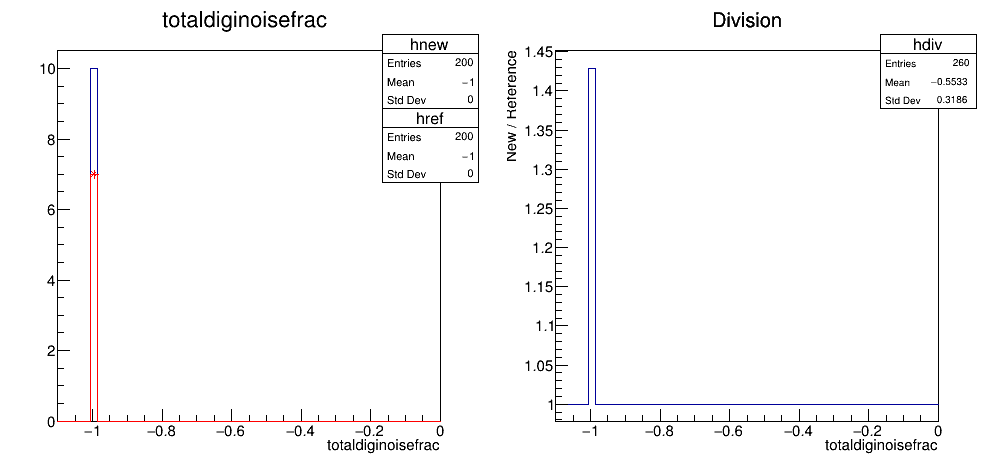 totaldiginoisefrac
hnew
Entries 200
Mean −1
Std Dev 0
href
Entries 200
Mean −1
Std Dev 0
10
8
6
4
2
0
−1 −0.8 −0.6 −0.4 −0.2 0
totaldiginoisefrac
Division
hdiv
Entries 260
Mean −0.5533
Std Dev 0.3186
New / Reference
1.45
1.4
1.35
1.3
1.25
1.2
1.15
1.1
1.05
1
−1 −0.8 −0.6 −0.4 −0.2 0
totaldiginoisefrac